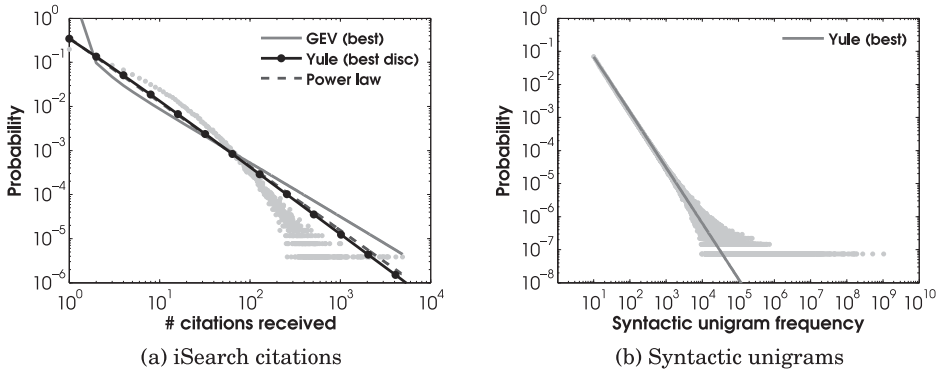 10^0
10^-1
10^-2
10^-3
10^-4
10^-5
10^-6
Probability
GEV (best)
Yule (best disc)
Power law
10^0 10^1 10^2 10^3 10^4
# citations received
(a) iSearch citations
10^0
10^-1
10^-2
10^-3
10^-4
10^-5
10^-6
10^-7
10^-8
Probability
Yule (best)
10^1 10^2 10^3 10^4 10^5 10^6 10^7 10^8 10^9 10^10
Syntactic unigram frequency
(b) Syntactic unigrams